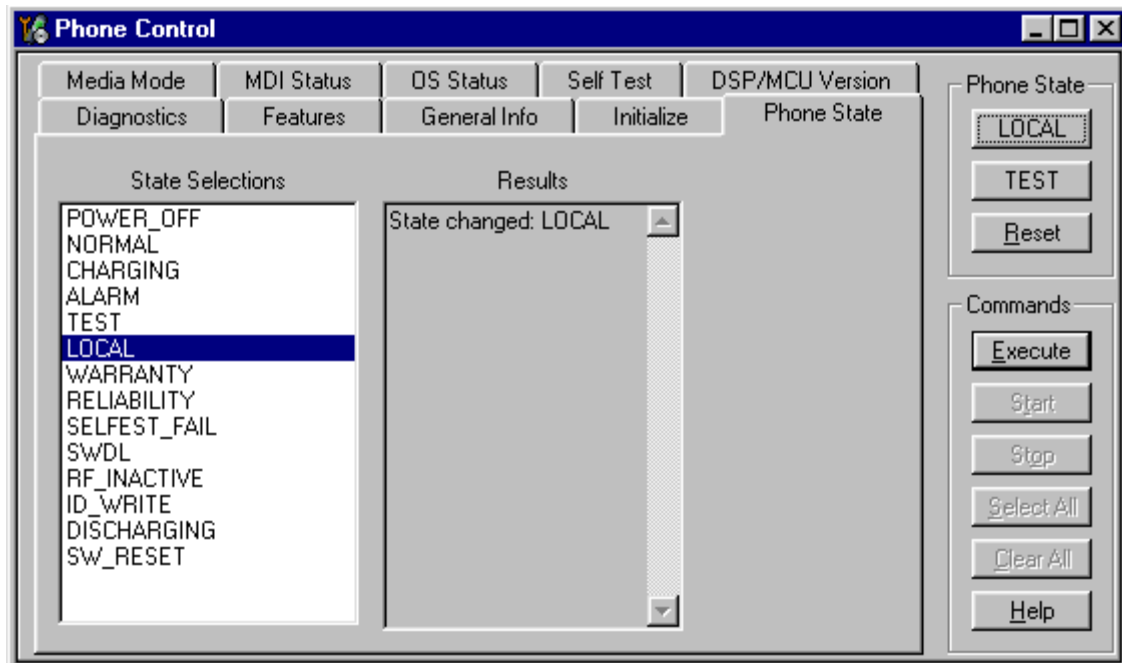 Phone Control
Media Mode MDI Status OS Status Self Test DSP/MCU Version
Diagnostics Features General Info Initialize Phone State
State Selections
POWER_OFF
NORMAL
CHARGING
ALARM
TEST
LOCAL
WARRANTY
RELIABILITY
SELFEST_FAIL
SWDL
RF_INACTIVE
ID_WRITE
DISCHARGING
SW_RESET
Results
State changed: LOCAL
Phone State
LOCAL
TEST
Reset
Commands
Execute
Start
Stop
Select All
Clear All
Help